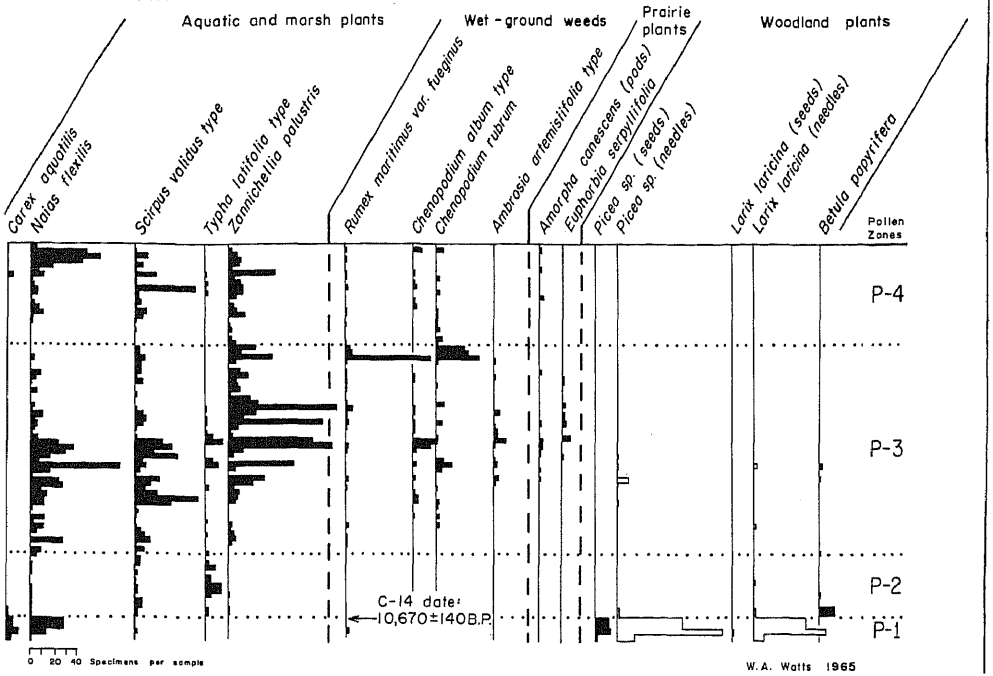 Aquatic and marsh plants
Wet-ground weeds
Prairie plants
Woodland plants
Carex aquatilis
Naias flexilis
Scirpus validus type
Typha latifolia type
Zannichellia palustris
Rumex maritimus var. fueginus
Chenopodium album type
Chenopodium rubrum
Ambrosia artemisiifolia type
Amorpha canescens (pods)
Euphorbia serpyllifolia
Picea sp. (seeds)
Picea sp. (needles)
Larix laricina (seeds)
Larix laricina (needles)
Betula papyrifera
Pollen
Zones
P-4
P-3
P-2
P-1
C-14 date:
10,670±140 B.P.
0 20 40 Specimens per sample
W.A. Watts 1965